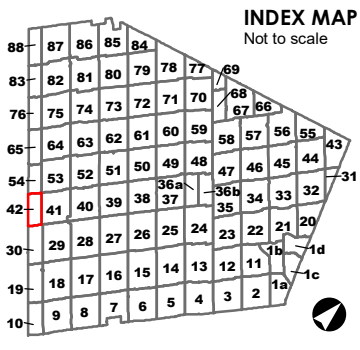 INDEX MAP
Not to scale
88 87 86 85 84
83 82 81 80 79 78 77 69
76 75 74 73 72 71 70 68 67 66
65 64 63 62 61 60 59 58 57 56 55 43
54 53 52 51 50 49 48 47 46 45 44 31
36a 36b
42 41 40 39 38 37 35 34 33 32
30 29 28 27 26 25 24 23 22 21 20
19 18 17 16 15 14 13 12 11 1b 1d
1a 1c
10 9 8 7 6 5 4 3 2